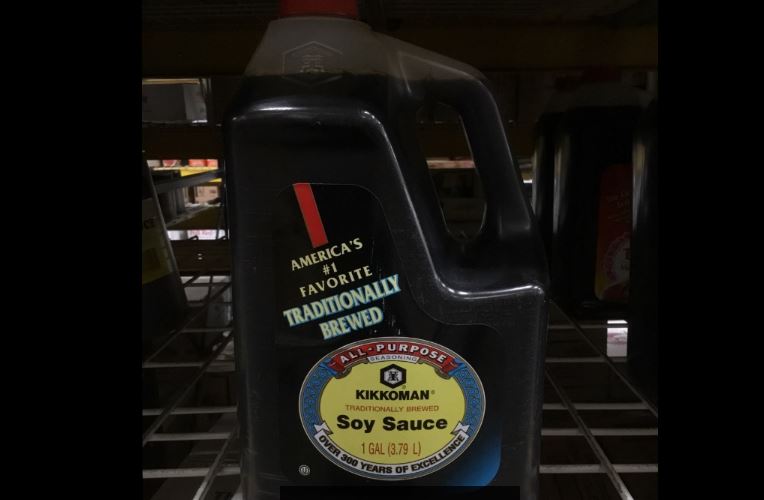 AMERICA'S
#1
FAVORITE
TRADITIONALLY
BREWED
ALL-PURPOSE
SEASONING
KIKKOMAN®
TRADITIONALLY BREWED
Soy Sauce
1 GAL (3.79 L)
OVER 300 YEARS OF EXCELLENCE